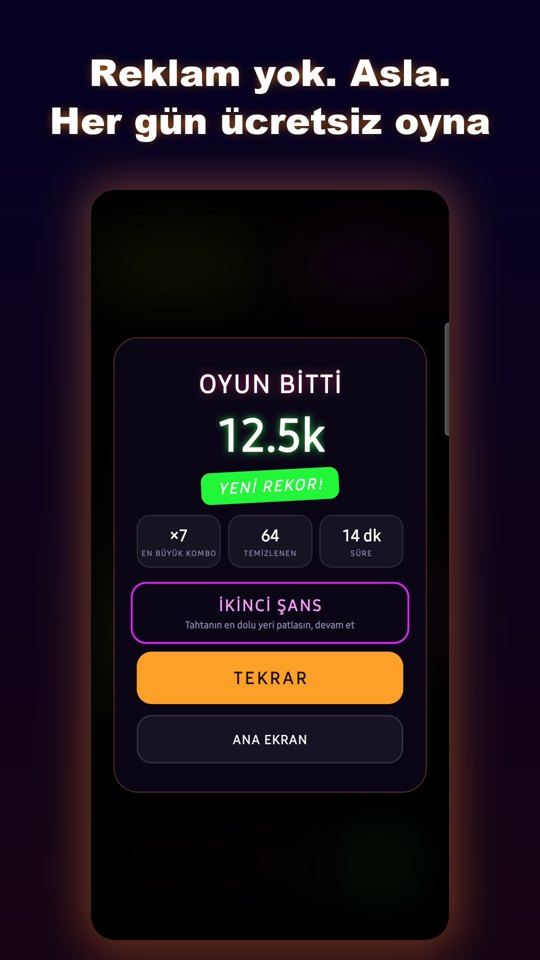 Reklam yok. Asla.
Her gün ücretsiz oyna
OYUN BİTTİ
12.5k
YENİ REKOR!
×7
EN BÜYÜK KOMBO
64
TEMİZLENEN
14 dk
SÜRE
İKİNCİ ŞANS
Tahtanın en dolu yeri patlasın, devam et
TEKRAR
ANA EKRAN